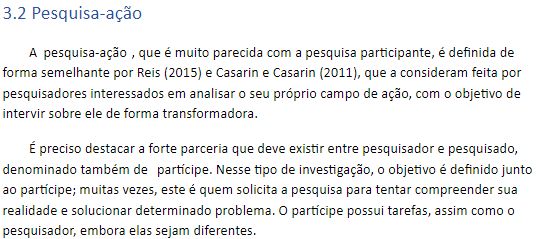 3.2 Pesquisa-ação
A pesquisa-ação , que é muito parecida com a pesquisa participante, é definida de
forma semelhante por Reis (2015) e Casarin e Casarin (2011), que a consideram feita por
pesquisadores interessados em analisar o seu próprio campo de ação, com o objetivo de
intervir sobre ele de forma transformadora.
É preciso destacar a forte parceria que deve existir entre pesquisador e pesquisado,
denominado também de partícipe. Nesse tipo de investigação, o objetivo é definido junto
ao partícipe; muitas vezes, este é quem solicita a pesquisa para tentar compreender sua
realidade e solucionar determinado problema. O partícipe possui tarefas, assim como o
pesquisador, embora elas sejam diferentes.